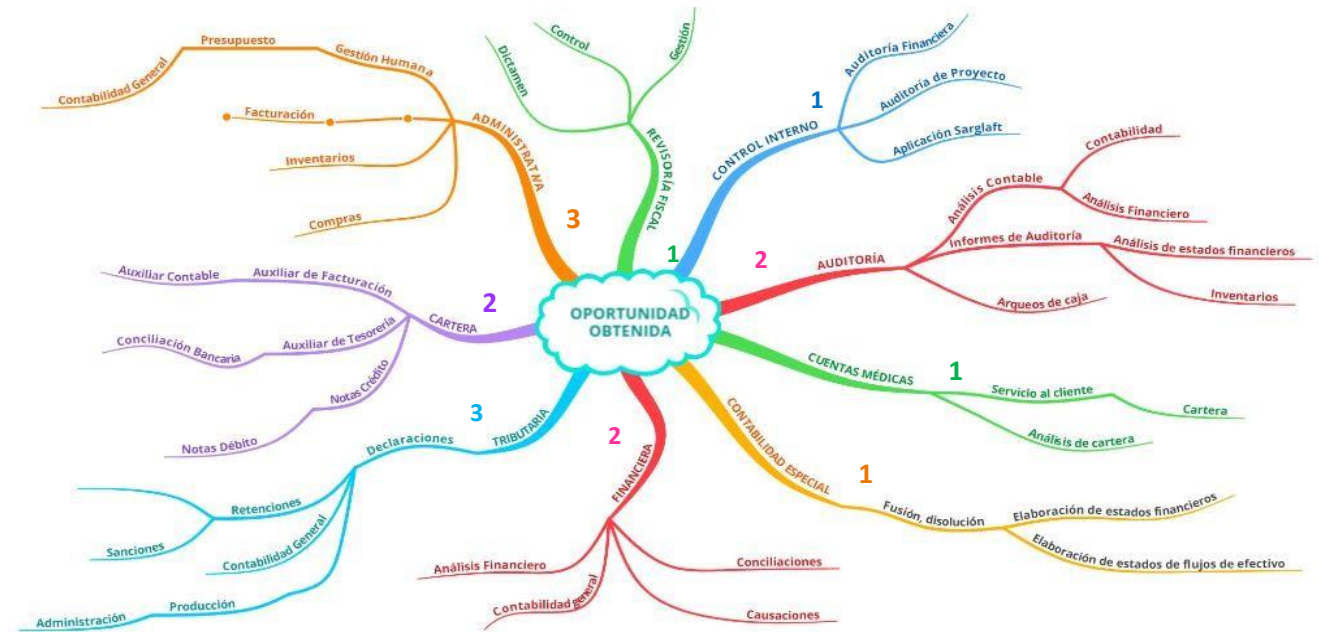 OPORTUNIDAD
OBTENIDA
ADMINISTRATIVA
3
Gestión Humana
Presupuesto
Contabilidad General
Facturación
Inventarios
Compras
REVISORÍA FISCAL
1
Dictamen
Control
Gestión
CONTROL INTERNO
1
Auditoría Financiera
Auditoría de Proyecto
Aplicación Sarglaft
AUDITORÍA
2
Análisis Contable
Contabilidad
Análisis Financiero
Informes de Auditoría
Análisis de estados financieros
Inventarios
Arqueos de caja
CUENTAS MÉDICAS
1
Servicio al cliente
Cartera
Análisis de cartera
CONTABILIDAD ESPECIAL
1
Fusión, disolución
Elaboración de estados financieros
Elaboración de estados de flujos de efectivo
FINANCIERA
2
Análisis Financiero
Contabilidad General
Conciliaciones
Causaciones
TRIBUTARIA
3
Declaraciones
Retenciones
Sanciones
Contabilidad General
Producción
Administración
CARTERA
2
Auxiliar de Facturación
Auxiliar Contable
Auxiliar de Tesorería
Conciliación Bancaria
Notas Crédito
Notas Débito